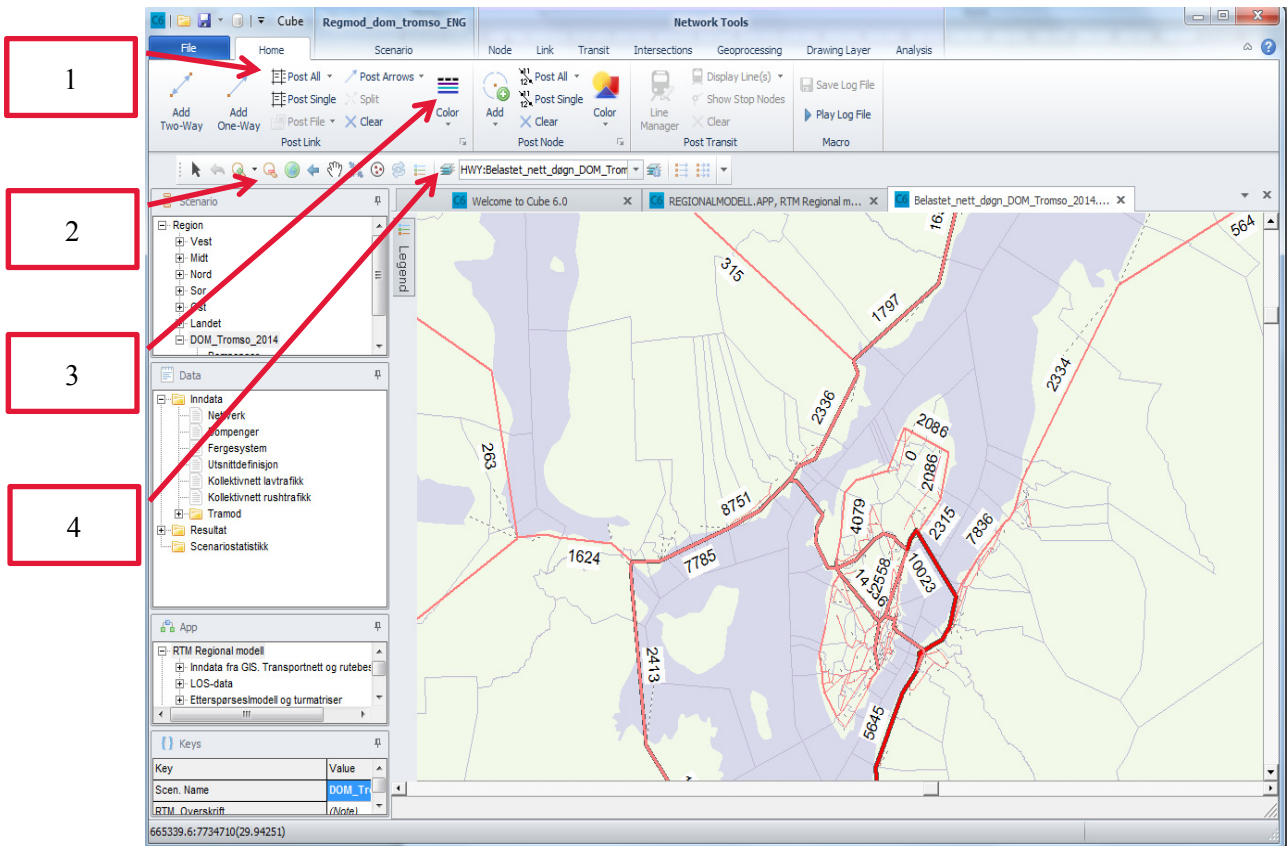 C6 Cube Regmod_dom_tromso_ENG Network Tools
File Home Scenario Node Link Transit Intersections Geoprocessing Drawing Layer Analysis
1
Post All Post Arrows Post All Display Line(s) Save Log File
Post Single Split Post Single Show Stop Nodes
Add Two-Way Add One-Way Post File Clear Color Add Clear Color Line Manager Clear Play Log File
Post Link Post Node Post Transit Macro
HWY:Belastet_nett_døgn_DOM_Trom
2
Scenario
Welcome to Cube 6.0 X REGIONALMODELL.APP, RTM Regional m... X Belastet_nett_døgn_DOM_Tromso_2014.... X
Region
Vest
Midt
Nord
Sor
Ost
Landet
DOM_Tromso_2014
Bompenger
Legend
3
Data
Inndata
Nettverk
Bompenger
Fergesystem
Utsnittdefinisjon
Kollektivnett lavtrafikk
Kollektivnett rushtrafikk
Tramod
Resultat
Scenariostatistikk
4
App
RTM Regional modell
Inndata fra GIS. Transportnett og rutebes
LOS-data
Etterspørseslmodell og turmatriser
Keys
Key Value
Scen. Name DOM_Tr
RTM_Overskrift (Note)
665339.6:7734710(29.94251)
564
315
1797
2334
2336
2086
0
2086
263
8751
4079
2315
7836
1624
7785
2558
10023
2413
5645